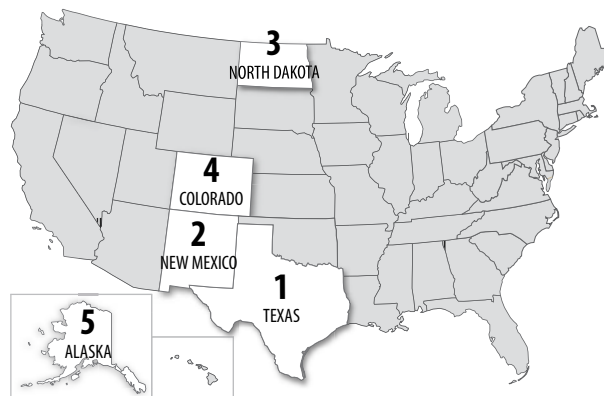 3
NORTH DAKOTA
4
COLORADO
2
NEW MEXICO
1
TEXAS
5
ALASKA